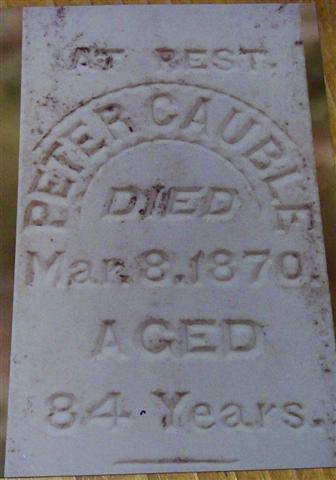 AT REST.
PETER CAUBLE
DIED
Mar. 8. 1870.
AGED
84 Years.